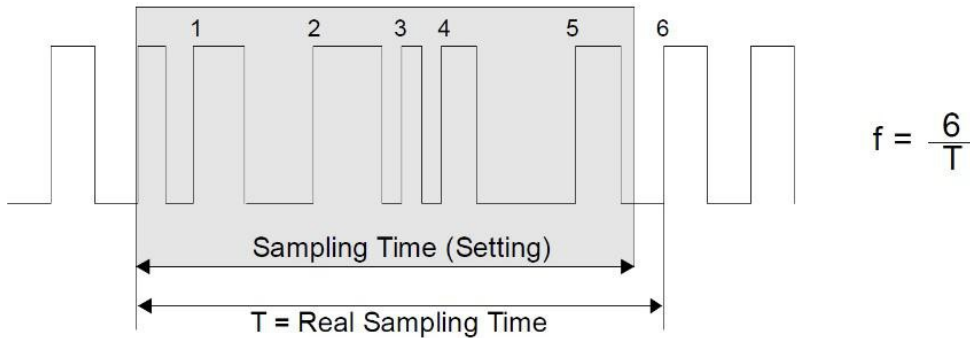 1 2 3 4 5 6
f = 6
T
Sampling Time (Setting)
T = Real Sampling Time